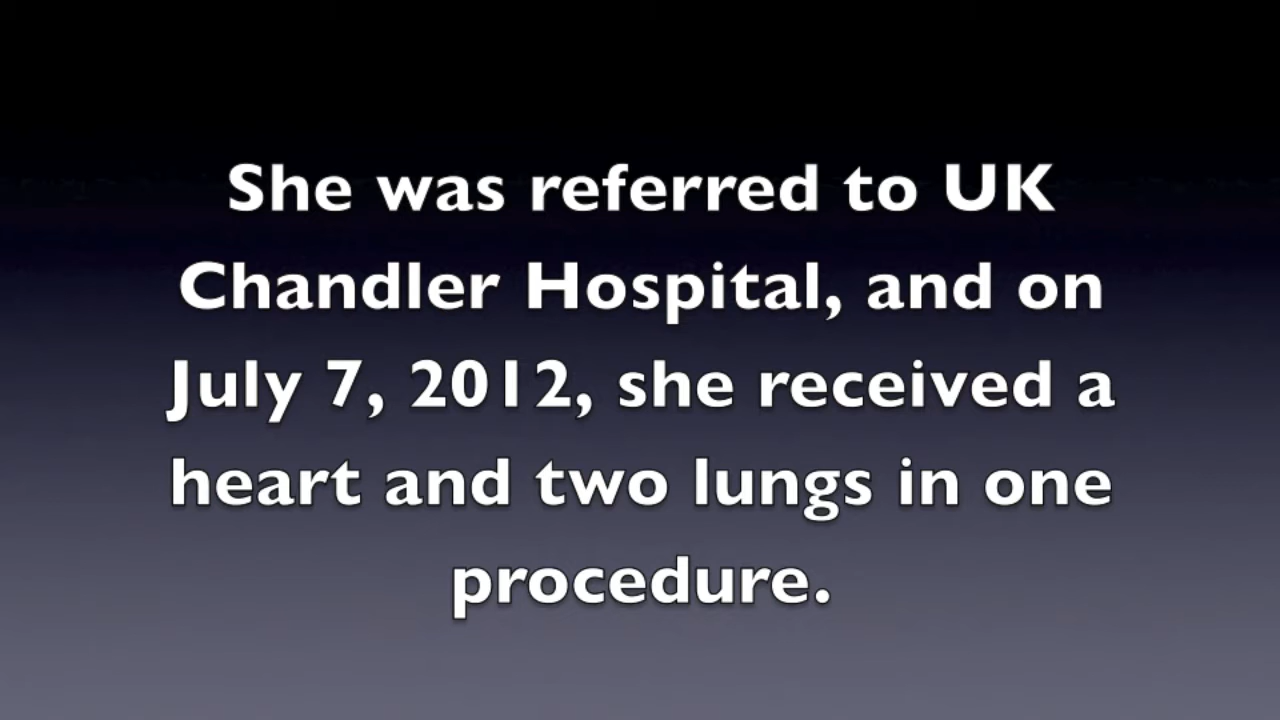 She was referred to UK
Chandler Hospital, and on
July 7, 2012, she received a
heart and two lungs in one
procedure.